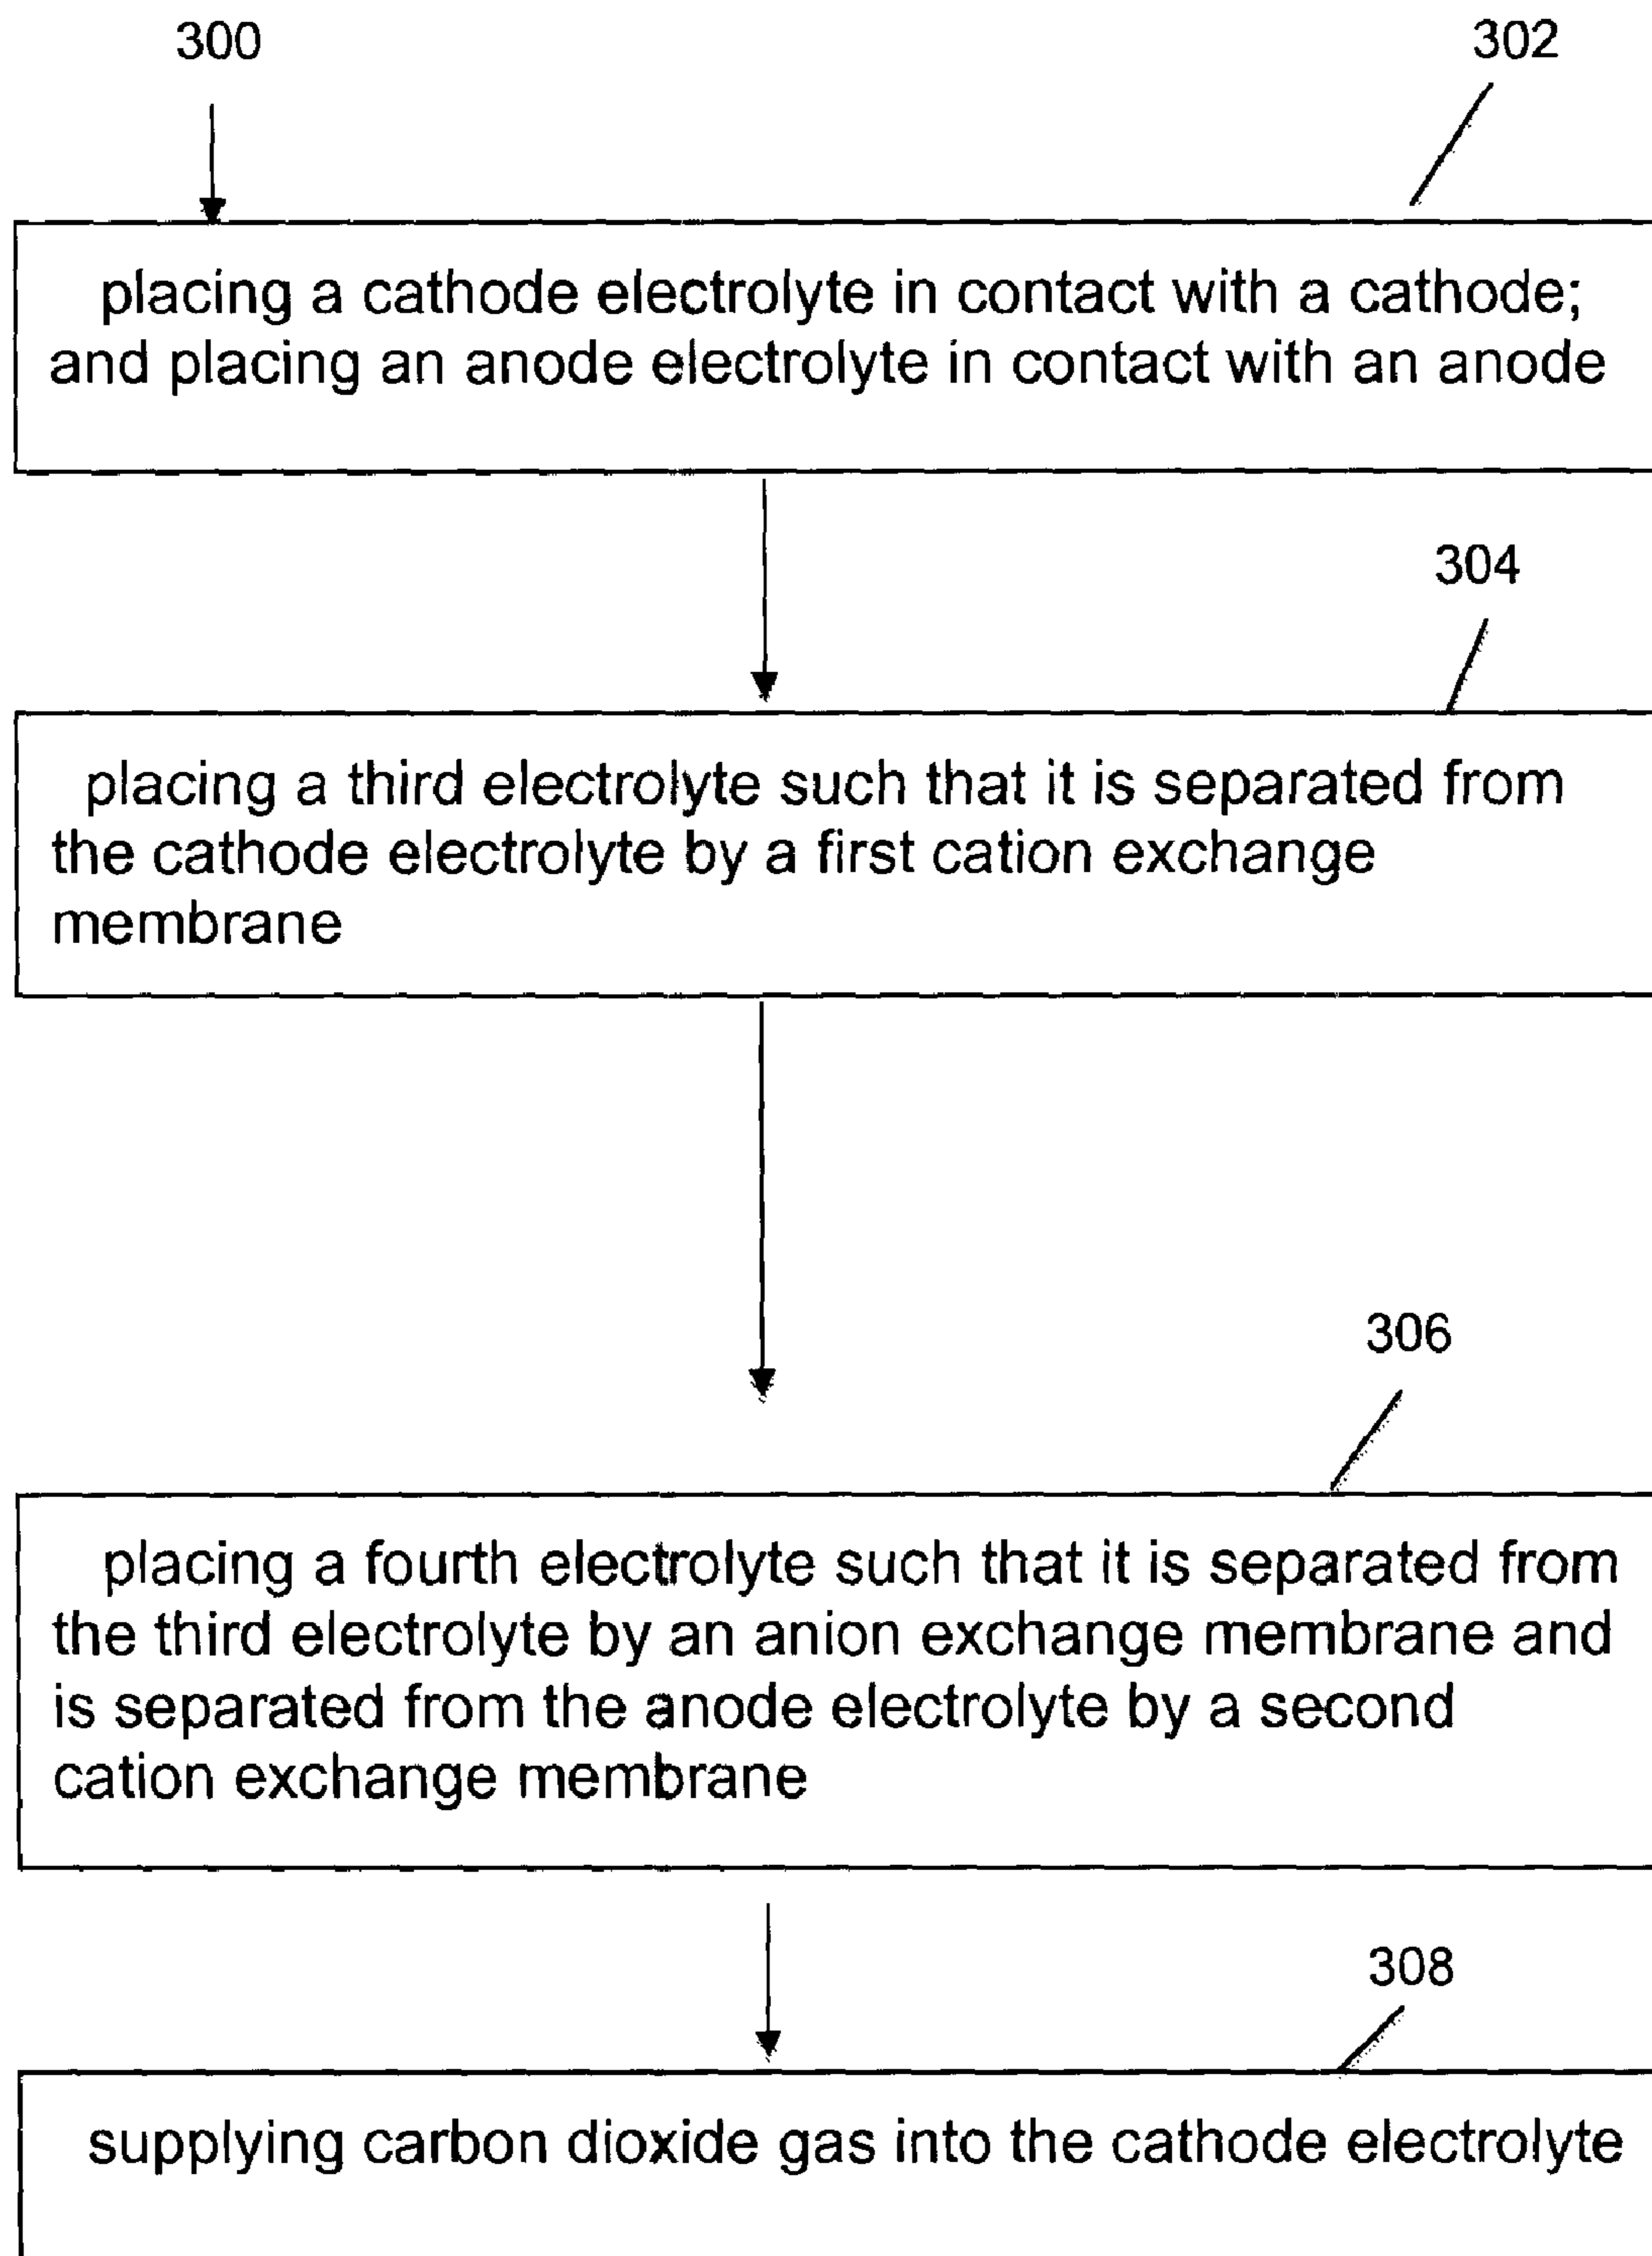 300
302
placing a cathode electrolyte in contact with a cathode;
and placing an anode electrolyte in contact with an anode
304
placing a third electrolyte such that it is separated from
the cathode electrolyte by a first cation exchange
membrane
306
placing a fourth electrolyte such that it is separated from
the third electrolyte by an anion exchange membrane and
is separated from the anode electrolyte by a second
cation exchange membrane
308
supplying carbon dioxide gas into the cathode electrolyte